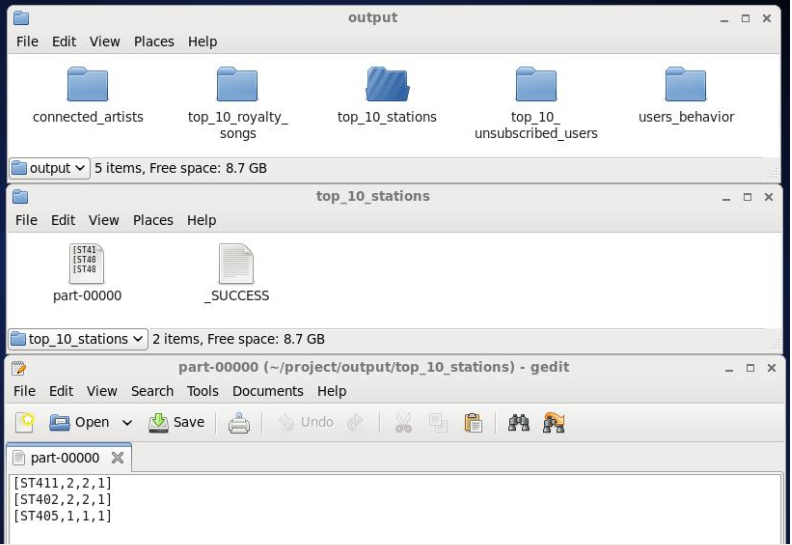 output
File Edit View Places Help
connected_artists
top_10_royalty_
songs
top_10_stations
top_10_
unsubscribed_users
users_behavior
output 5 items, Free space: 8.7 GB
top_10_stations
File Edit View Places Help
[ST41
[ST40
[ST40
part-00000
_SUCCESS
top_10_stations 2 items, Free space: 8.7 GB
part-00000 (~/project/output/top_10_stations) - gedit
File Edit View Search Tools Documents Help
Open Save Undo
part-00000
[ST411,2,2,1]
[ST402,2,2,1]
[ST405,1,1,1]